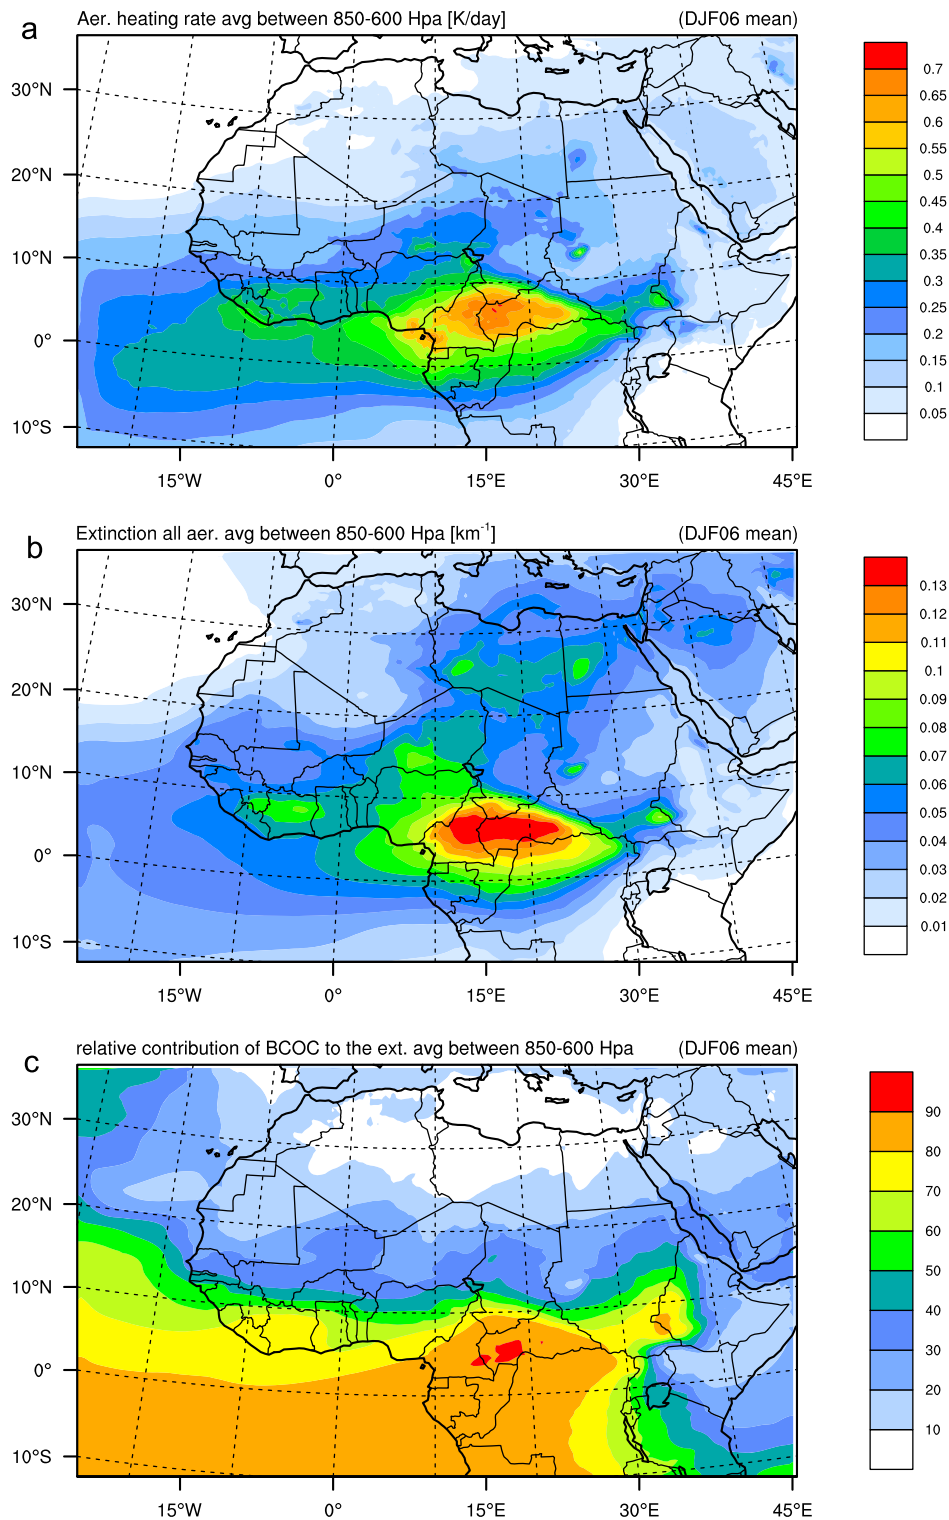 a
Aer. heating rate avg between 850-600 Hpa [K/day] (DJF06 mean)
30°N
20°N
10°N
0°
10°S
15°W 0° 15°E 30°E 45°E
0.7
0.65
0.6
0.55
0.5
0.45
0.4
0.35
0.3
0.25
0.2
0.15
0.1
0.05
b
Extinction all aer. avg between 850-600 Hpa [km⁻¹] (DJF06 mean)
30°N
20°N
10°N
0°
10°S
15°W 0° 15°E 30°E 45°E
0.13
0.12
0.11
0.1
0.09
0.08
0.07
0.06
0.05
0.04
0.03
0.02
0.01
c
relative contribution of BCOC to the ext. avg between 850-600 Hpa (DJF06 mean)
30°N
20°N
10°N
0°
10°S
15°W 0° 15°E 30°E 45°E
90
80
70
60
50
40
30
20
10